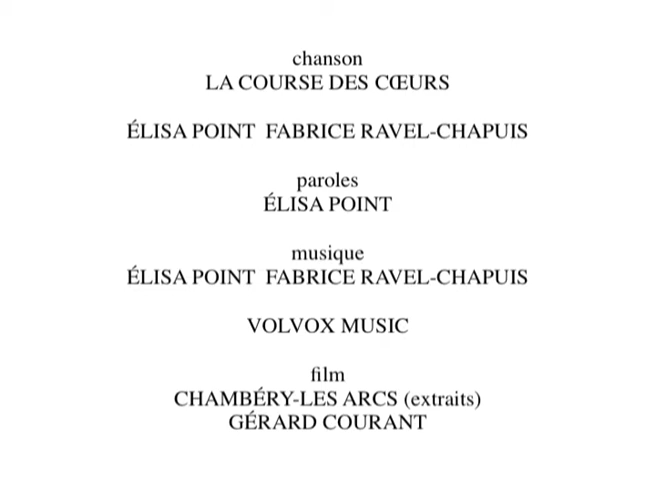 chanson
LA COURSE DES CŒURS
ÉLISA POINT FABRICE RAVEL-CHAPUIS
paroles
ÉLISA POINT
musique
ÉLISA POINT FABRICE RAVEL-CHAPUIS
VOLVOX MUSIC
film
CHAMBÉRY-LES ARCS (extraits)
GÉRARD COURANT